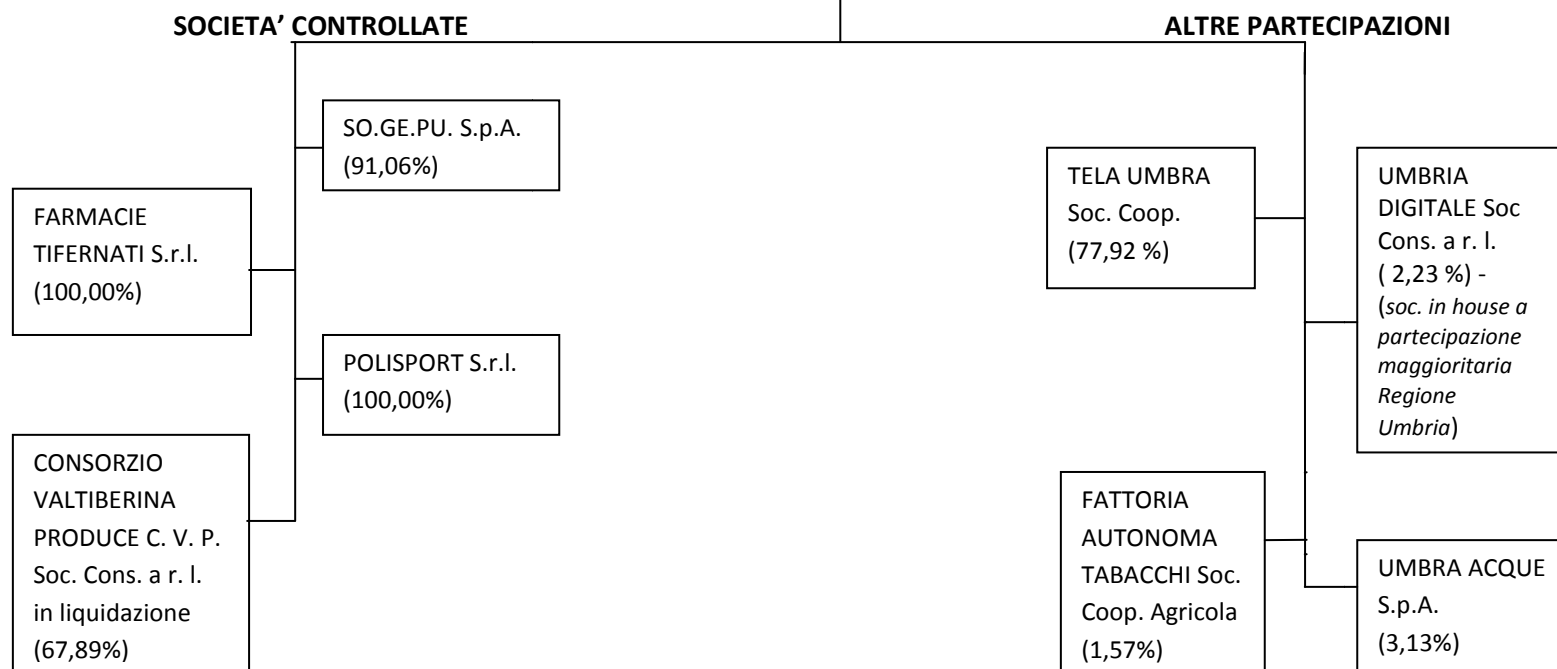 SOCIETA’ CONTROLLATE
ALTRE PARTECIPAZIONI
SO.GE.PU. S.p.A.
(91,06%)
FARMACIE
TIFERNATI S.r.l.
(100,00%)
POLISPORT S.r.l.
(100,00%)
CONSORZIO
VALTIBERINA
PRODUCE C. V. P.
Soc. Cons. a r. l.
in liquidazione
(67,89%)
TELA UMBRA
Soc. Coop.
(77,92 %)
UMBRIA
DIGITALE Soc
Cons. a r. l.
( 2,23 %) -
(soc. in house a
partecipazione
maggioritaria
Regione
Umbria)
FATTORIA
AUTONOMA
TABACCHI Soc.
Coop. Agricola
(1,57%)
UMBRA ACQUE
S.p.A.
(3,13%)